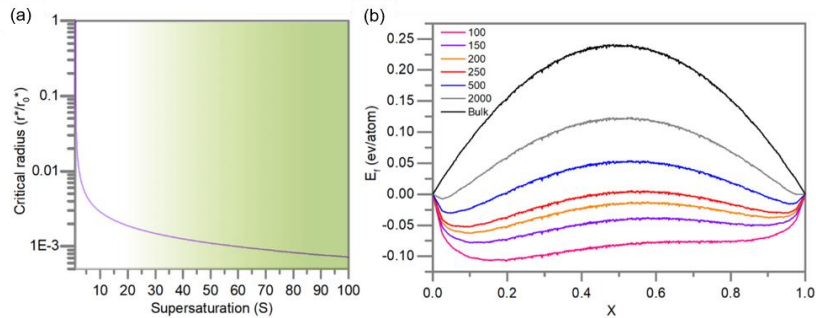 (a)
Critical radius (r*/r₀*)
1
0.1
0.01
1E-3
10 20 30 40 50 60 70 80 90 100
Supersaturation (S)
(b)
E_f (ev/atom)
0.25
0.20
0.15
0.10
0.05
0.00
-0.05
-0.10
100
150
200
250
500
2000
Bulk
0.0 0.2 0.4 0.6 0.8 1.0
X